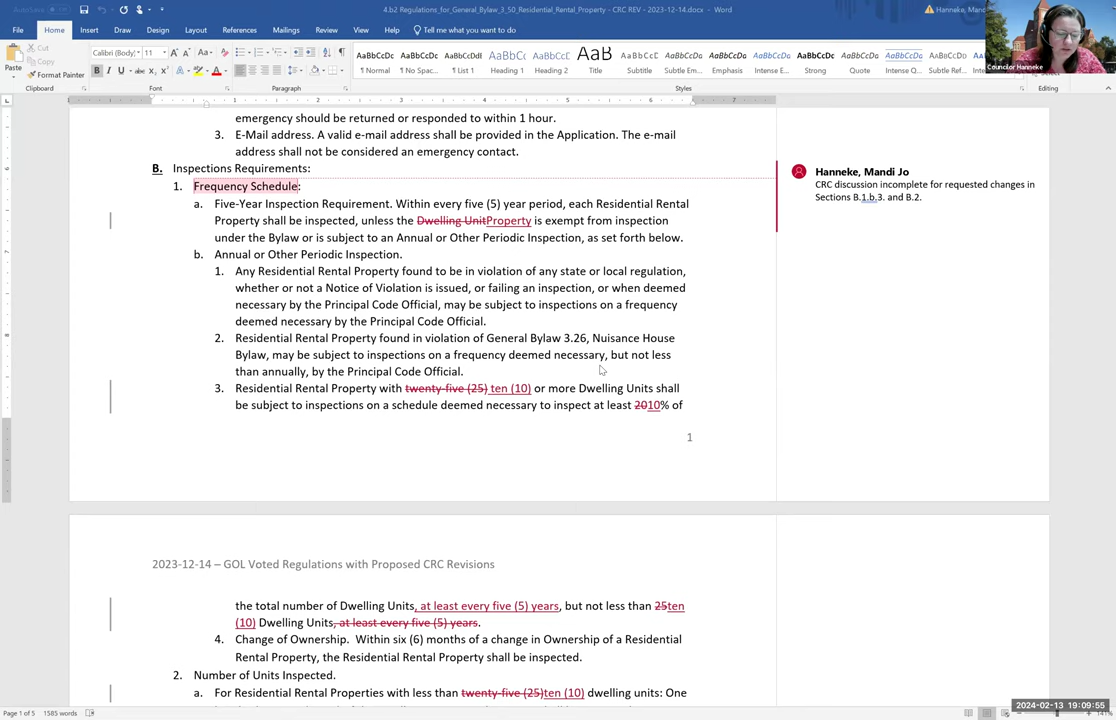 4.b2 Regulations_for_General_Bylaw_3_50_Residential_Rental_Property - CRC REV - 2023-12-14.docx - Word
Hanneke, Mand
File Home Insert Draw Design Layout References Mailings Review View Help Tell me what you want to do
Paste Cut Copy Format Painter
Calibri (Body) 11
AaBbCcDc AaBbCcDc AaBbCcDdI AaBbCc AaBbCcD AaB AaBbCcD AaBbCcDa AaBbCcDa AaBbCcDa AaBbCcDc AaBbCcDa AaBbCcDa AaBbCcDd
¶ Normal ¶ No Spac... ¶ List 1 Heading 1 Heading 2 Title Subtitle Subtle Em... Emphasis Intense E... Strong Quote Intense Q... Subtle Ref...
Clipboard Font Paragraph Styles Editing
Councilor Hanneke
emergency should be returned or responded to within 1 hour.
3. E-Mail address. A valid e-mail address shall be provided in the Application. The e-mail
address shall not be considered an emergency contact.
B. Inspections Requirements:
1. Frequency Schedule:
a. Five-Year Inspection Requirement. Within every five (5) year period, each Residential Rental
Property shall be inspected, unless the Dwelling UnitProperty is exempt from inspection
under the Bylaw or is subject to an Annual or Other Periodic Inspection, as set forth below.
b. Annual or Other Periodic Inspection.
1. Any Residential Rental Property found to be in violation of any state or local regulation,
whether or not a Notice of Violation is issued, or failing an inspection, or when deemed
necessary by the Principal Code Official, may be subject to inspections on a frequency
deemed necessary by the Principal Code Official.
2. Residential Rental Property found in violation of General Bylaw 3.26, Nuisance House
Bylaw, may be subject to inspections on a frequency deemed necessary, but not less
than annually, by the Principal Code Official.
3. Residential Rental Property with twenty-five (25) ten (10) or more Dwelling Units shall
be subject to inspections on a schedule deemed necessary to inspect at least 2010% of
1
Hanneke, Mandi Jo
CRC discussion incomplete for requested changes in
Sections B.1.b.3. and B.2.
2023-12-14 – GOL Voted Regulations with Proposed CRC Revisions
the total number of Dwelling Units, at least every five (5) years, but not less than 25ten
(10) Dwelling Units, at least every five (5) years.
4. Change of Ownership. Within six (6) months of a change in Ownership of a Residential
Rental Property, the Residential Rental Property shall be inspected.
2. Number of Units Inspected.
a. For Residential Rental Properties with less than twenty-five (25)ten (10) dwelling units: One
Page 1 of 5 1585 words
2024-02-13 19:09:55
141%